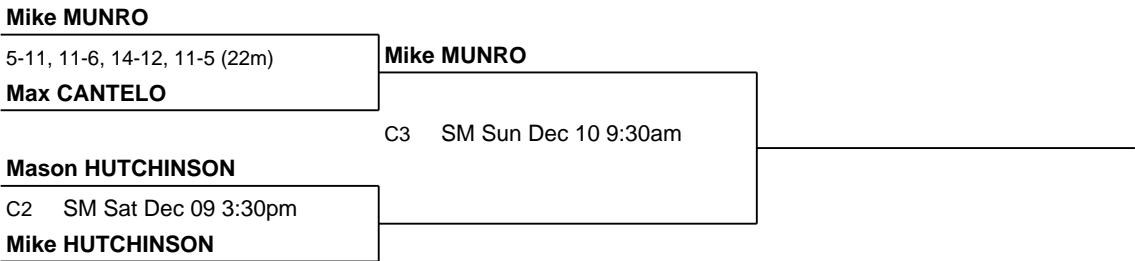 Mike MUNRO
5-11, 11-6, 14-12, 11-5 (22m)
Mike MUNRO
Max CANTELO
C3 SM Sun Dec 10 9:30am
Mason HUTCHINSON
C2 SM Sat Dec 09 3:30pm
Mike HUTCHINSON